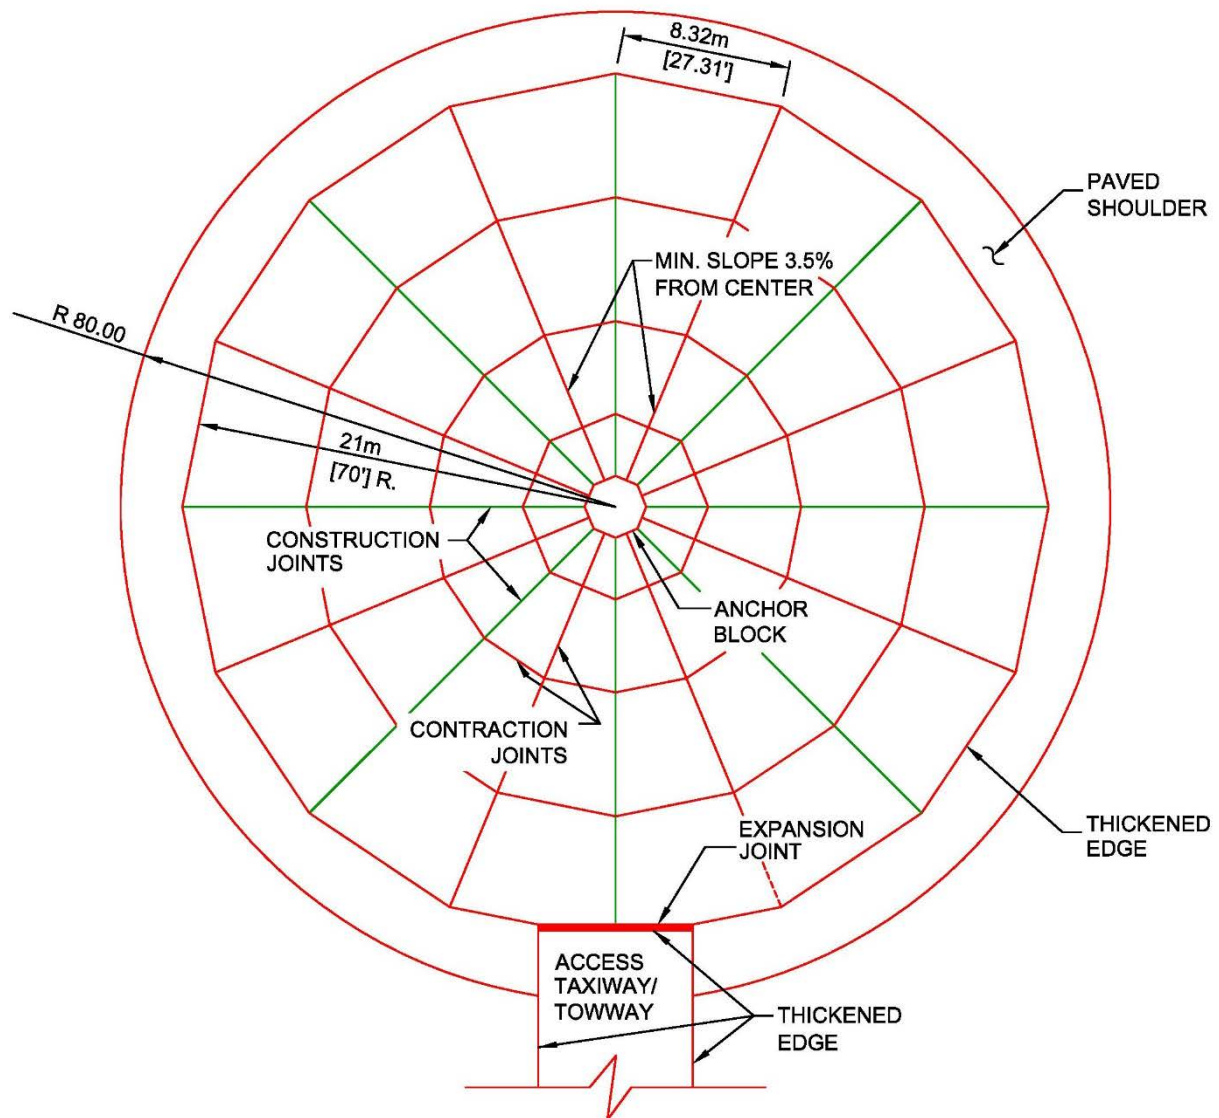 8.32m
[27.31']
PAVED
SHOULDER
MIN. SLOPE 3.5%
FROM CENTER
R 80.00
21m
[70'] R.
CONSTRUCTION
JOINTS
ANCHOR
BLOCK
CONTRACTION
JOINTS
EXPANSION
JOINT
THICKENED
EDGE
ACCESS
TAXIWAY/
TOWWAY
THICKENED
EDGE